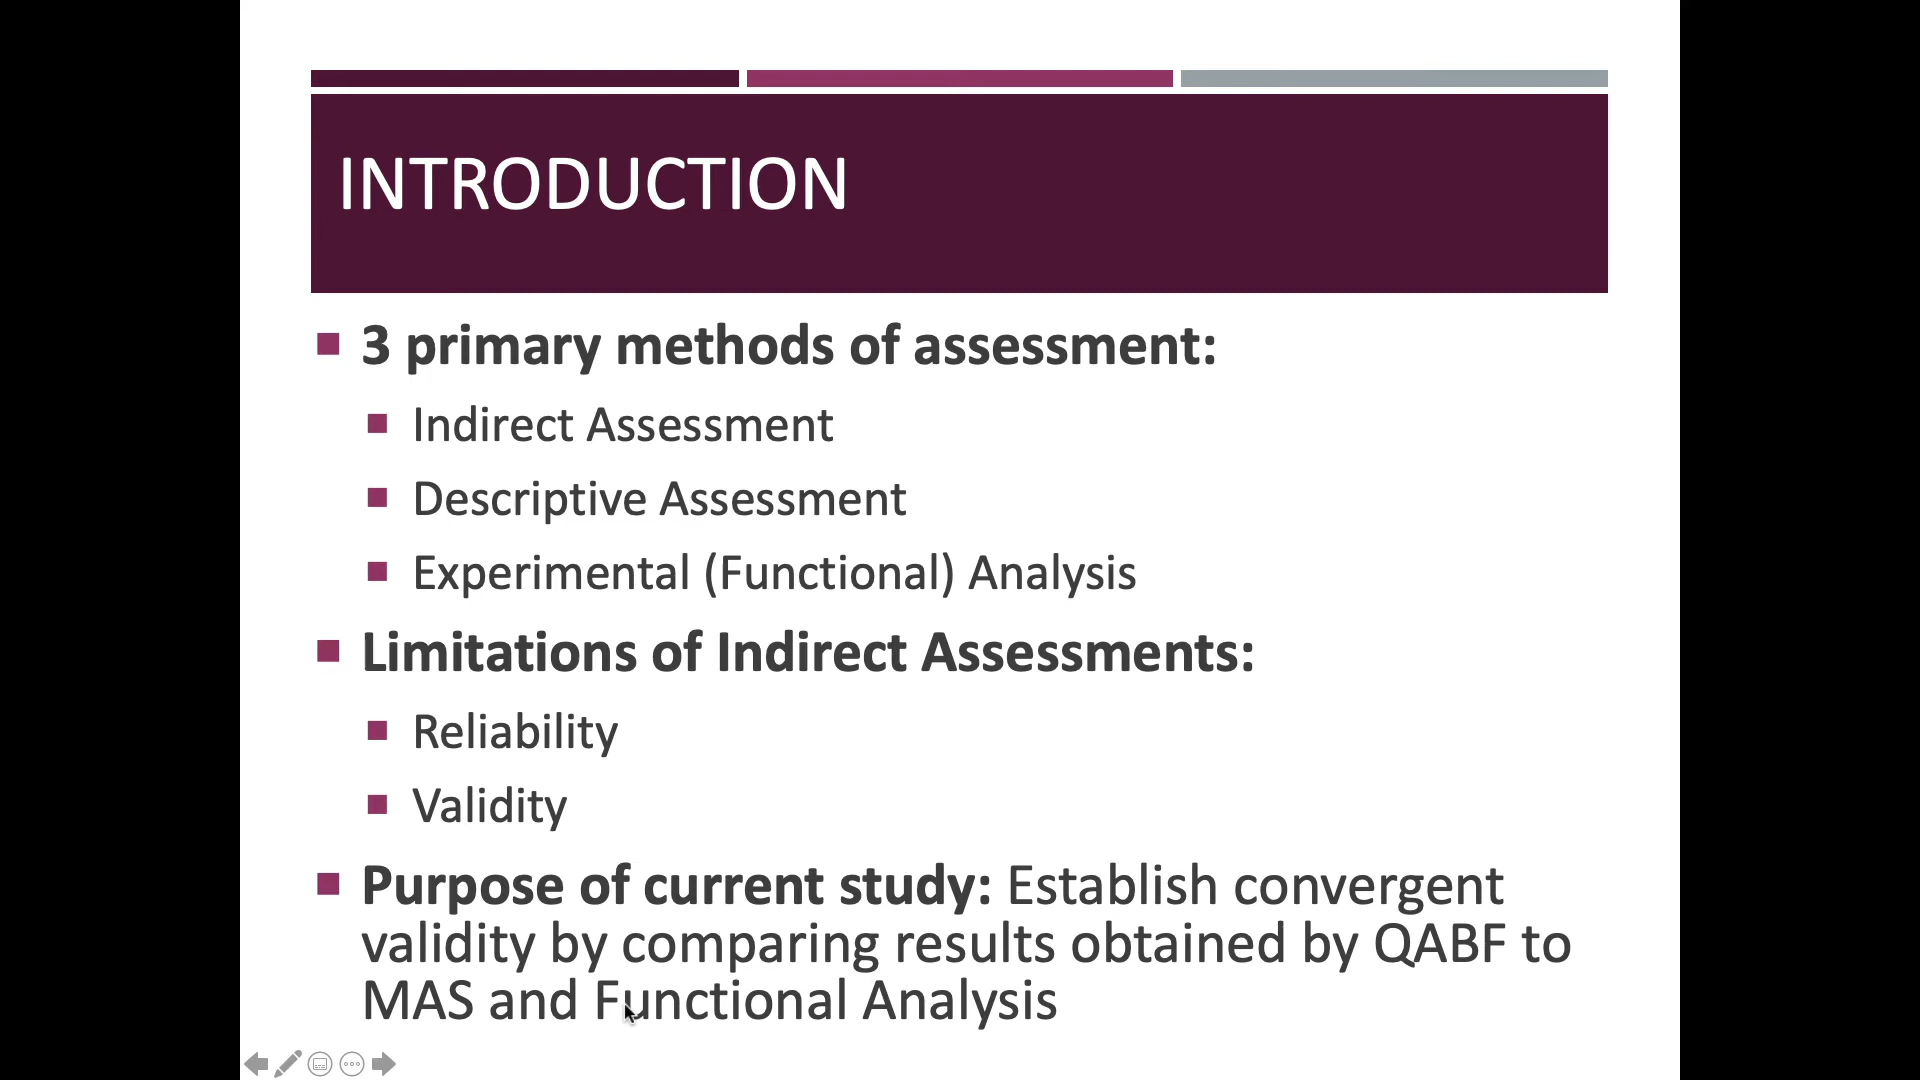 INTRODUCTION
3 primary methods of assessment:
Indirect Assessment
Descriptive Assessment
Experimental (Functional) Analysis
Limitations of Indirect Assessments:
Reliability
Validity
Purpose of current study: Establish convergent
validity by comparing results obtained by QABF to
MAS and Functional Analysis